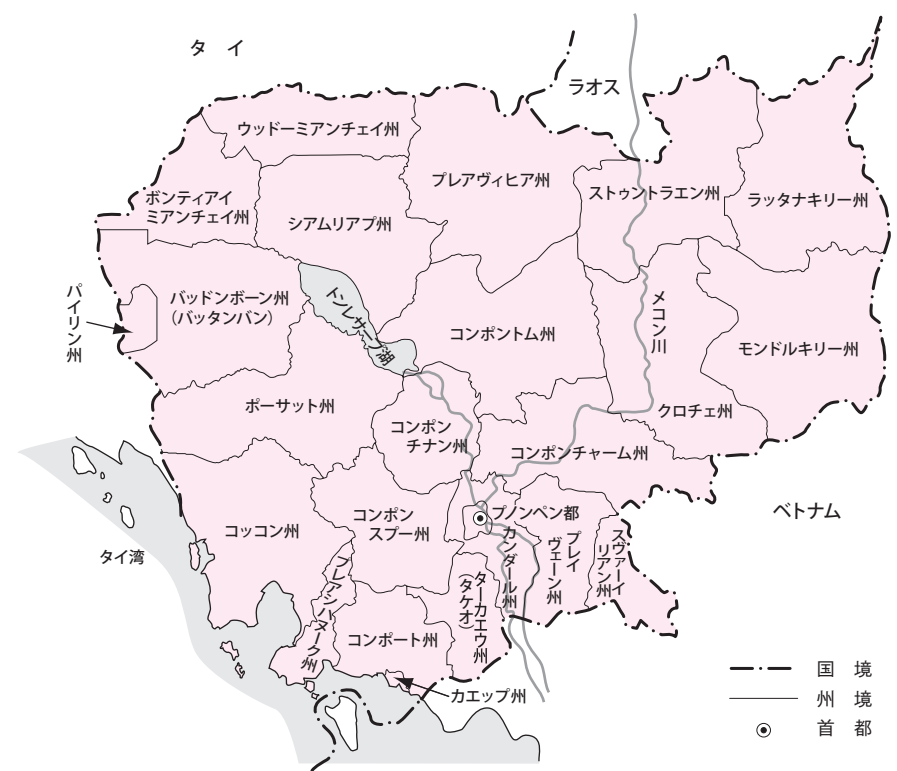 タイ
ラオス
ウッドーミアンチェイ州
プレアヴィヒア州
ストゥントラエン州
ラッタナキリー州
ボンティアイ
ミアンチェイ州
シアムリアプ州
パイリン州
バッドンボーン州
（バッタンバン）
トンレサープ湖
コンポントム州
メコン川
モンドルキリー州
ポーサット州
コンポン
チナン州
クロチェ州
コンポンチャーム州
コッコン州
コンポン
スプー州
プノンペン都
ベトナム
タイ湾
カンダール州
プレイ
ヴェーン州
スヴァーイ
リアン州
プレアシハヌーク州
ターカエウ州
（タケオ）
コンポート州
カエップ州
国境
州境
首都